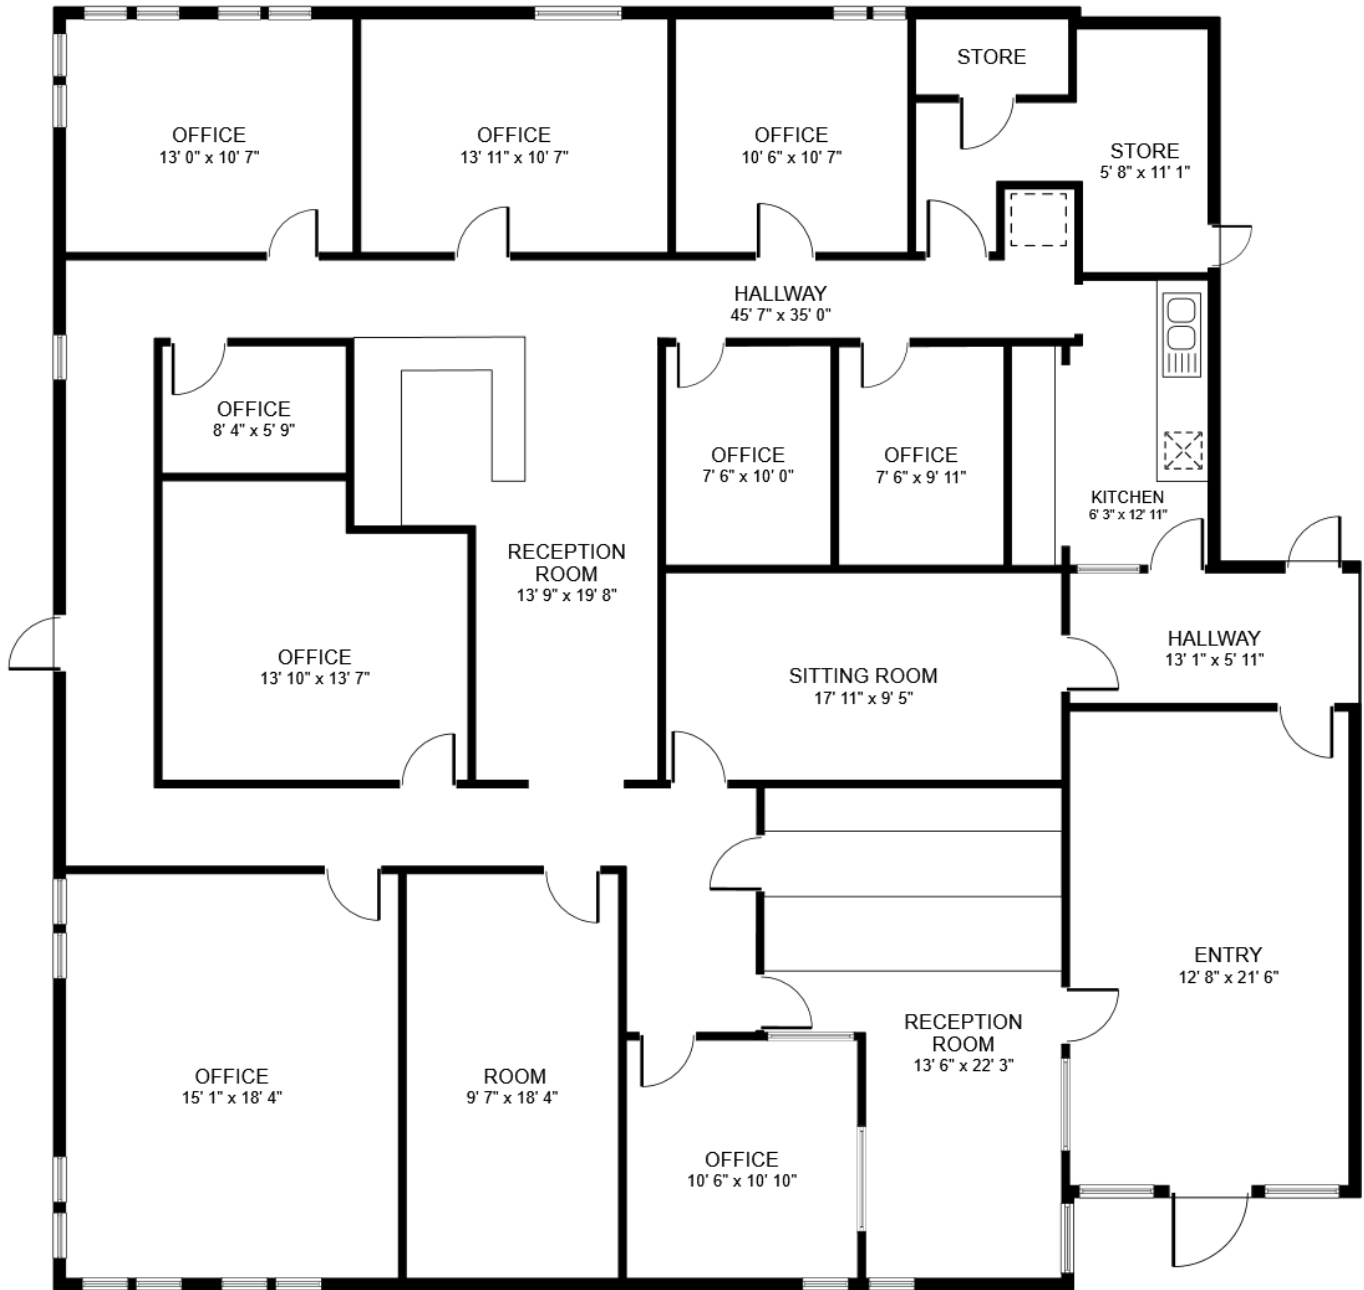 STORE
OFFICE
13' 0" x 10' 7"
OFFICE
13' 11" x 10' 7"
OFFICE
10' 6" x 10' 7"
STORE
5' 8" x 11' 1"
HALLWAY
45' 7" x 35' 0"
OFFICE
8' 4" x 5' 9"
OFFICE
7' 6" x 10' 0"
OFFICE
7' 6" x 9' 11"
KITCHEN
6' 3" x 12' 11"
RECEPTION
ROOM
13' 9" x 19' 8"
OFFICE
13' 10" x 13' 7"
SITTING ROOM
17' 11" x 9' 5"
HALLWAY
13' 1" x 5' 11"
ENTRY
12' 8" x 21' 6"
RECEPTION
ROOM
13' 6" x 22' 3"
OFFICE
15' 1" x 18' 4"
ROOM
9' 7" x 18' 4"
OFFICE
10' 6" x 10' 10"